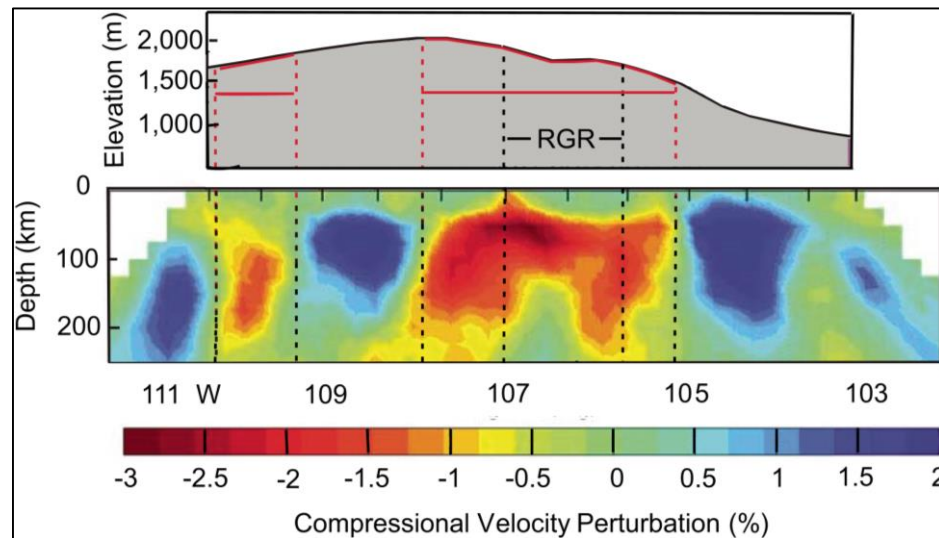 Elevation (m)
2,000
1,500
1,000
RGR
Depth (km)
0
100
200
111 W 109 107 105 103
-3 -2.5 -2 -1.5 -1 -0.5 0 0.5 1 1.5 2
Compressional Velocity Perturbation (%)